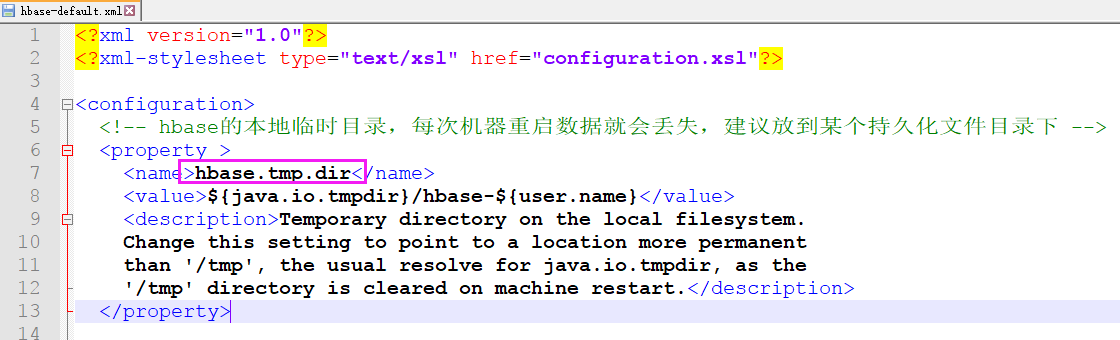 hbase-default.xml
1 <?xml version="1.0"?>
2 <?xml-stylesheet type="text/xsl" href="configuration.xsl"?>
3
4 <configuration>
5 <!-- hbase的本地临时目录，每次机器重启数据就会丢失，建议放到某个持久化文件目录下 -->
6 <property >
7 <name>hbase.tmp.dir</name>
8 <value>${java.io.tmpdir}/hbase-${user.name}</value>
9 <description>Temporary directory on the local filesystem.
10 Change this setting to point to a location more permanent
11 than '/tmp', the usual resolve for java.io.tmpdir, as the
12 '/tmp' directory is cleared on machine restart.</description>
13 </property>
14